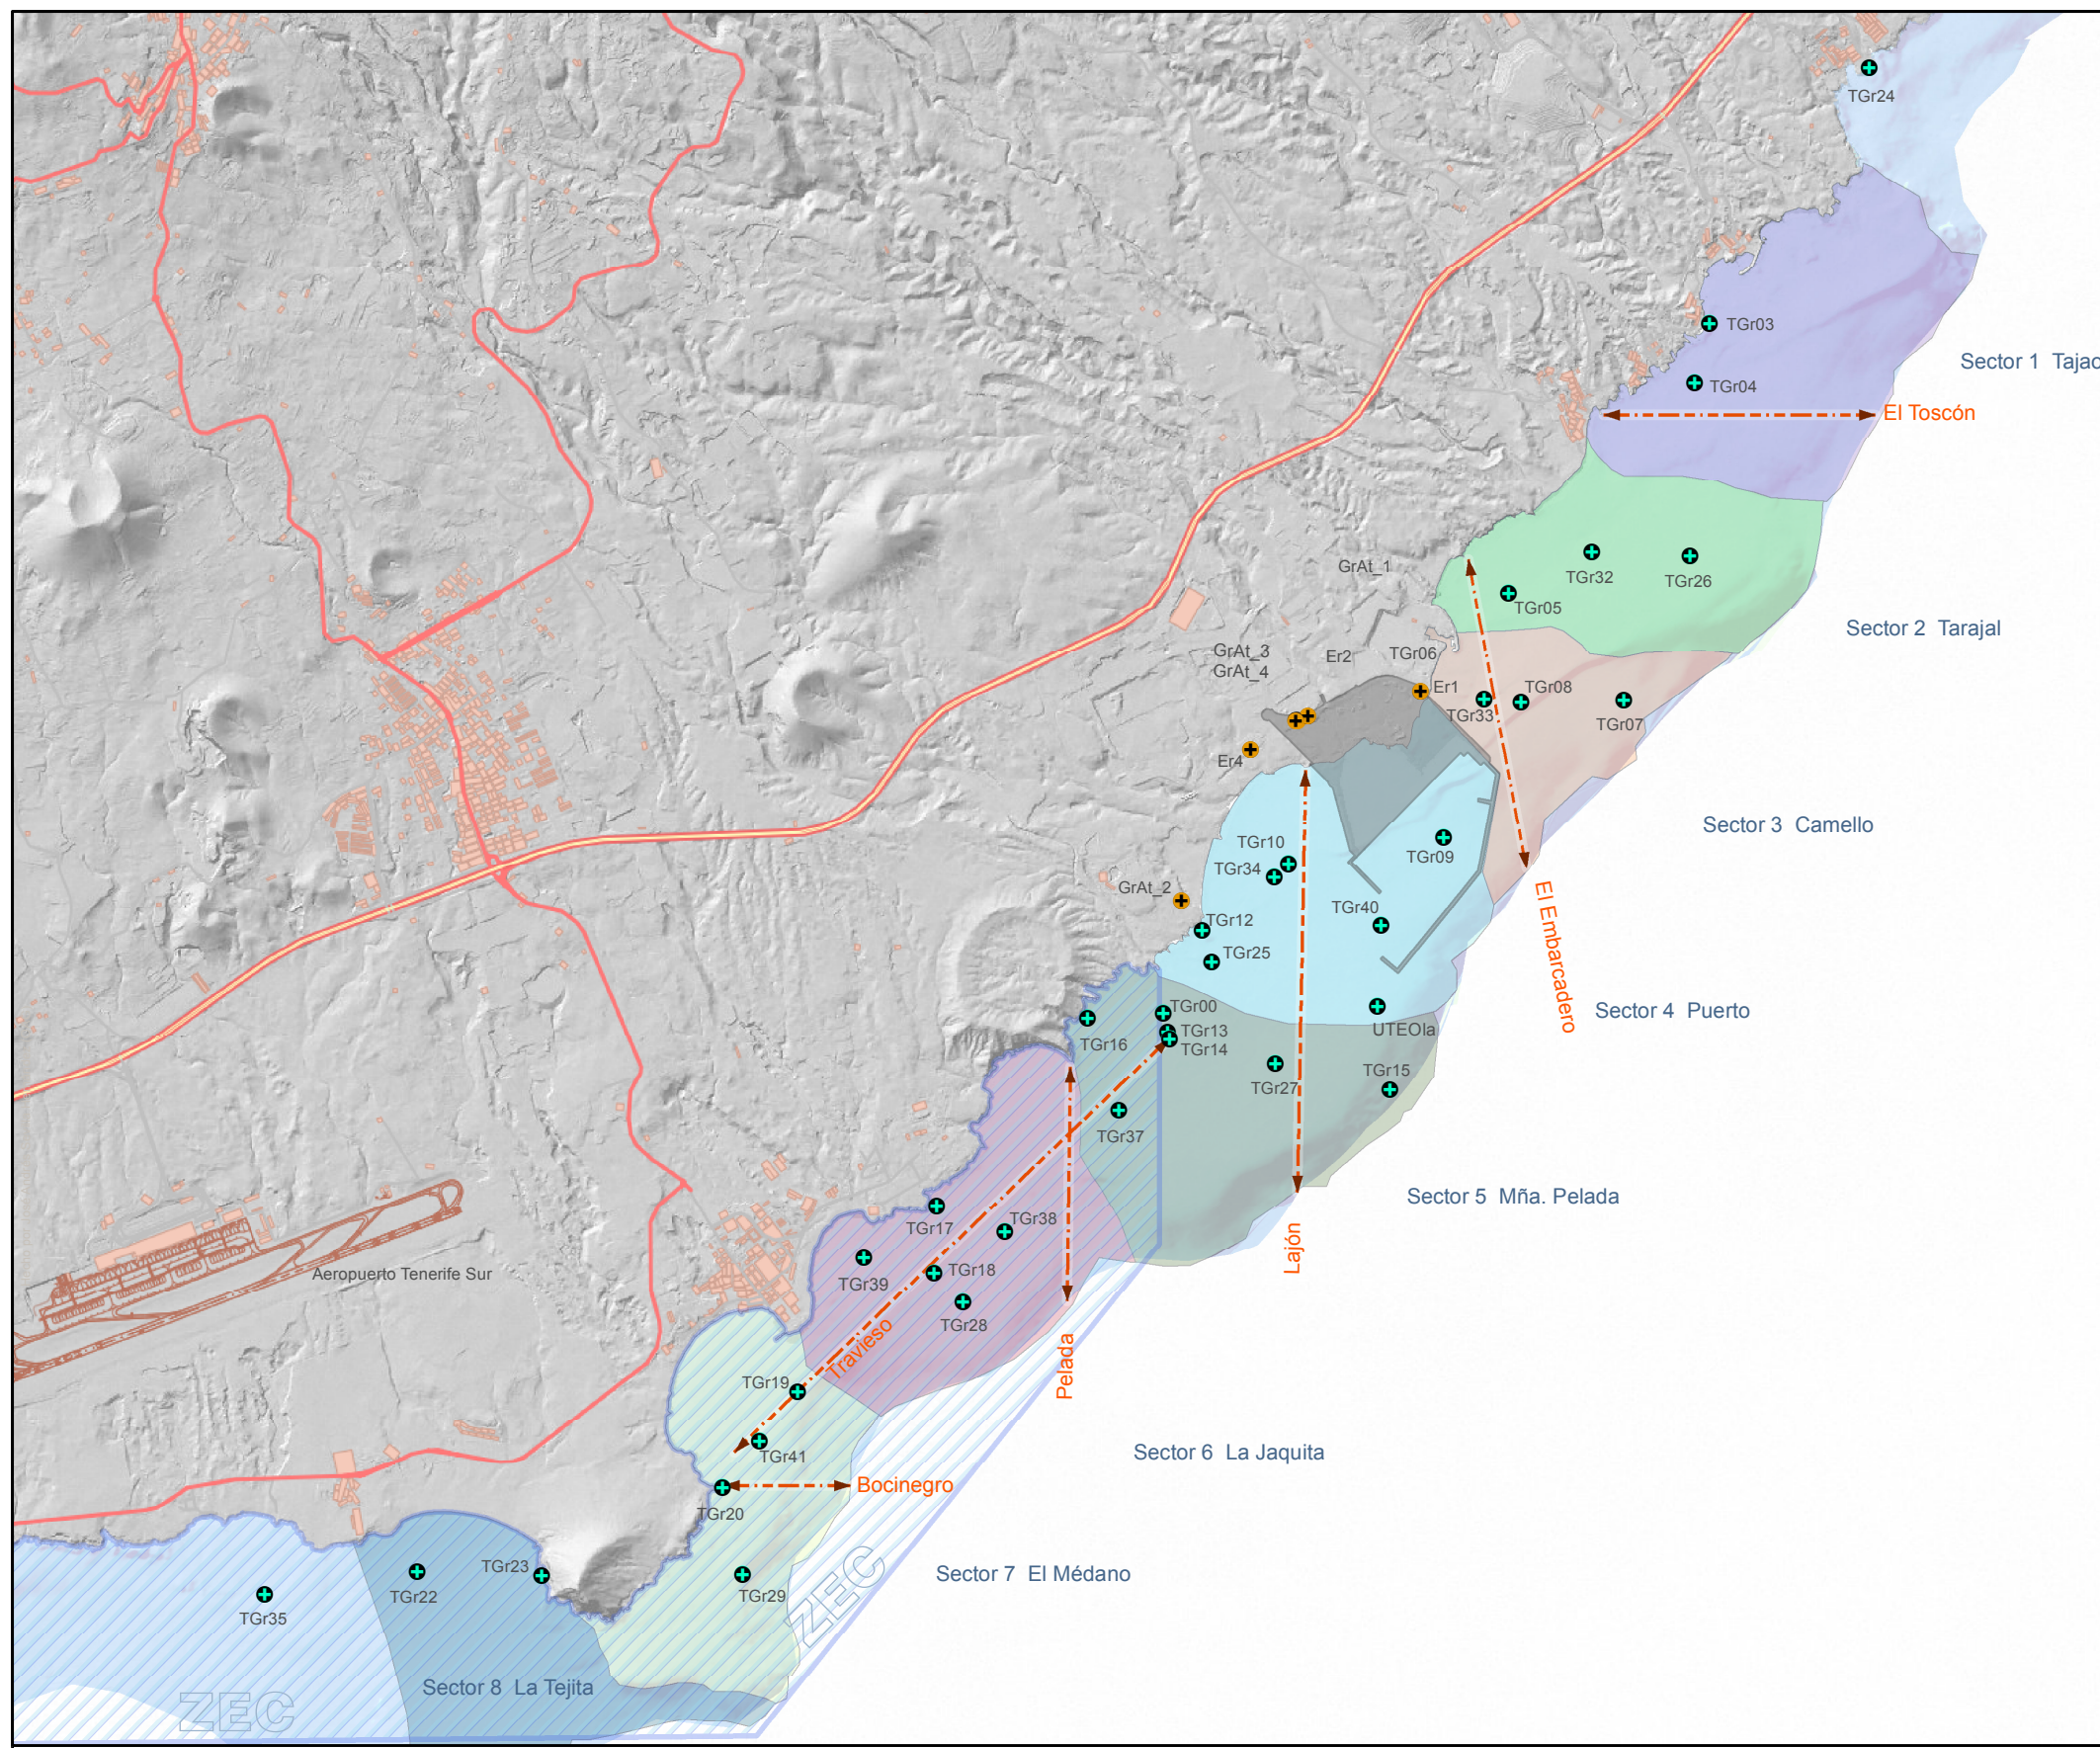 TGr24
TGr03
Sector 1 Tajao
TGr04
El Toscón
GrAt_1
TGr32
TGr26
TGr05
Sector 2 Tarajal
GrAt_3
GrAt_4
Er2
TGr06
Er1
TGr33
TGr08
TGr07
Er4
Sector 3 Camello
TGr10
TGr34
TGr09
GrAt_2
TGr12
TGr40
El Embarcadero
TGr25
TGr00
Sector 4 Puerto
TGr13
UTEOla
TGr16
TGr14
TGr27
TGr15
TGr37
Sector 5 Mña. Pelada
TGr17
TGr38
Lajón
Aeropuerto Tenerife Sur
TGr39
TGr18
TGr28
Travieso
Pelada
TGr19
TGr41
Sector 6 La Jaquita
Bocinegro
TGr20
TGr23
TGr22
TGr29
Sector 7 El Médano
TGr35
ZEC
Sector 8 La Tejita
ZEC